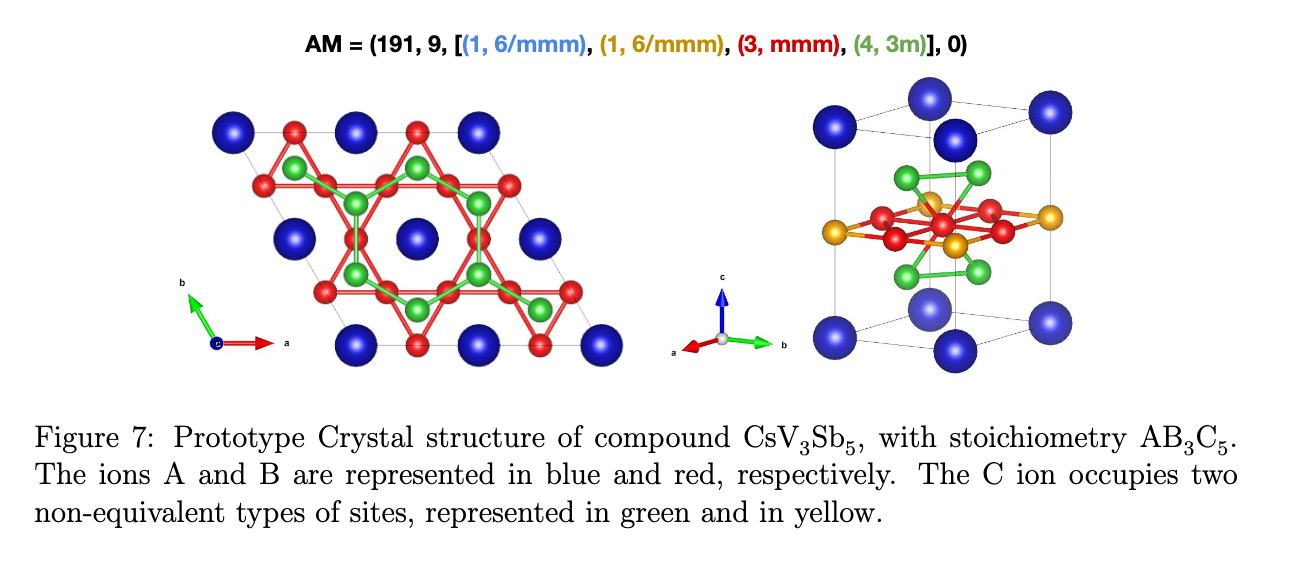 AM = (191, 9, [(1, 6/mmm), (1, 6/mmm), (3, mmm), (4, 3m)], 0)
b
c
a
c
a
b
Figure 7: Prototype Crystal structure of compound CsV₃Sb₅, with stoichiometry AB₃C₅.
The ions A and B are represented in blue and red, respectively. The C ion occupies two
non-equivalent types of sites, represented in green and in yellow.